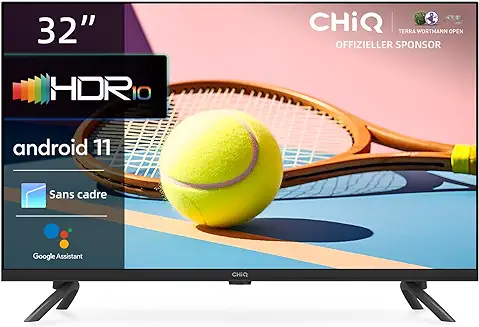 32”
HDR10
android 11
Sans cadre
Google Assistant
CHiQ
TERRA WORTMANN OPEN
OFFIZIELLER SPONSOR
CHiQ